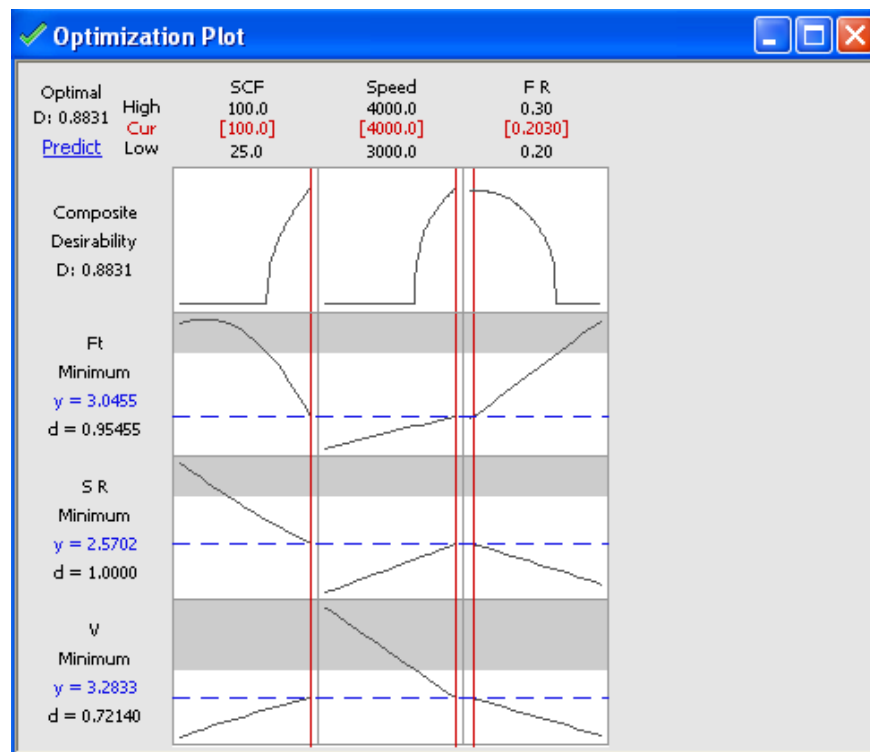 Optimization Plot
Optimal
D: 0.8831
Predict
High
Cur
Low
SCF
100.0
[100.0]
25.0
Speed
4000.0
[4000.0]
3000.0
F R
0.30
[0.2030]
0.20
Composite
Desirability
D: 0.8831
Ft
Minimum
y = 3.0455
d = 0.95455
S R
Minimum
y = 2.5702
d = 1.0000
V
Minimum
y = 3.2833
d = 0.72140